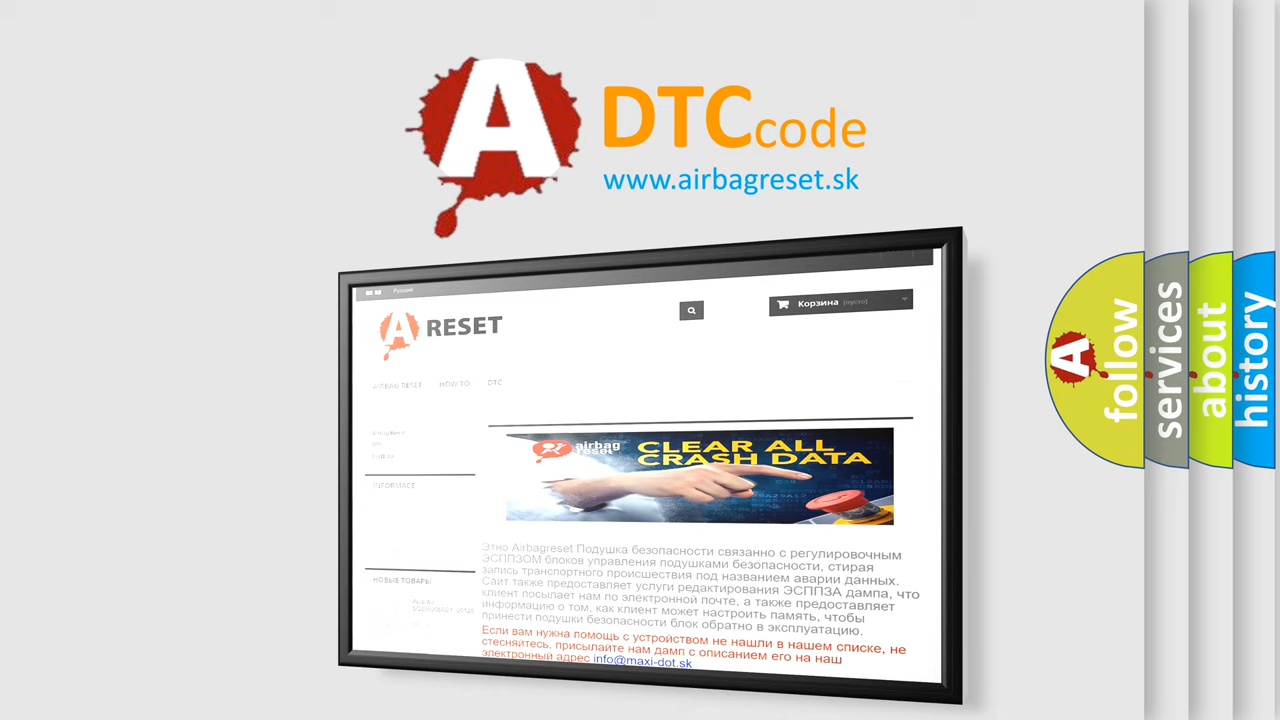 A DTCcode
www.airbagreset.sk
Русский
Корзина (пусто)
A RESET
AIRBAG RESET HOW TO DTC
Airbag Reset
DTC
INFORMACE
airbag
reset
CLEAR ALL
CRASH DATA
Этно Airbagreset Подушка безопасности связанно с регулировочным
ЭСППЗОМ блоков управления подушками безопасности, стирая
запись транспортного происшествия под названием аварии данных.
Сайт также предоставляет услуги редактирования ЭСППЗА дампа, что
клиент посылает нам по электронной почте, а также предоставляет
информацию о том, как клиент может настроить память, чтобы
принести подушки безопасности блок обратно в эксплуатацию.
Если вам нужна помощь с устройством не нашли в нашем списке, не
стесняйтесь, присылайте нам дамп с описанием его на наш
электронный адрес info@maxi-dot.sk
НОВЫЕ ТОВАРЫ
A
follow
services
about
history